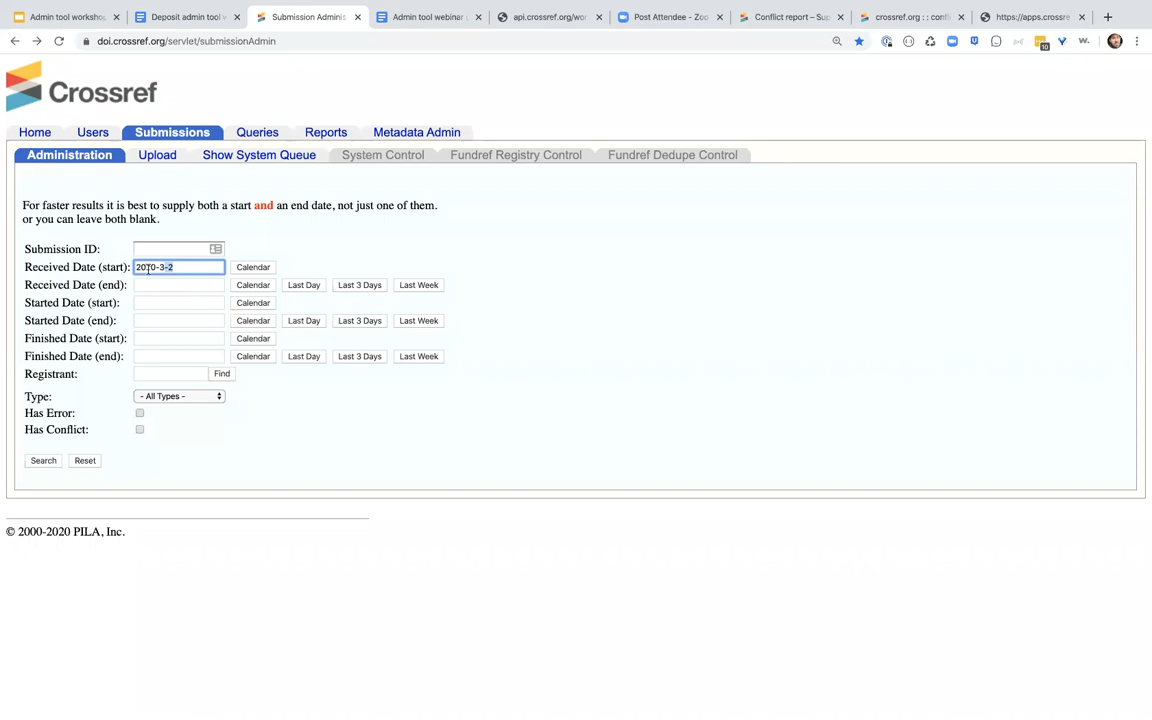 Admin tool workshop
Deposit admin tool w
Submission Adminis
Admin tool webinar
api.crossref.org/wor
Post Attendee - Zoo
Conflict report – Sup
crossref.org : : confl
https://apps.crossre
doi.crossref.org/servlet/submissionAdmin
10
W.
Crossref
Home Users Submissions Queries Reports Metadata Admin
Administration Upload Show System Queue System Control Fundref Registry Control Fundref Dedupe Control
For faster results it is best to supply both a start and an end date, not just one of them.
or you can leave both blank.
Submission ID:
Received Date (start): 2020-3-2 Calendar
Received Date (end): Calendar Last Day Last 3 Days Last Week
Started Date (start): Calendar
Started Date (end): Calendar Last Day Last 3 Days Last Week
Finished Date (start): Calendar
Finished Date (end): Calendar Last Day Last 3 Days Last Week
Registrant: Find
Type: - All Types -
Has Error:
Has Conflict:
Search Reset
© 2000-2020 PILA, Inc.